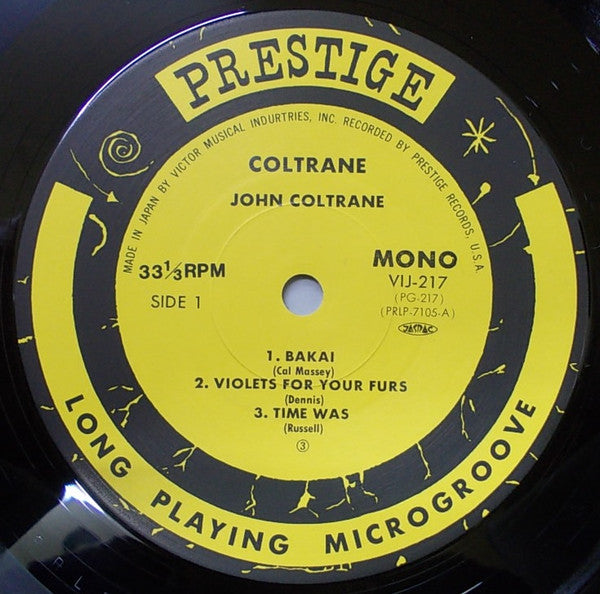 PRESTIGE
MADE IN JAPAN BY VICTOR MUSICAL INDURTRIES, INC. RECORDED BY PRESTIGE RECORDS, U.S.A
COLTRANE
JOHN COLTRANE
33⅓RPM
MONO
SIDE 1
VIJ-217
(PG-217)
(PRLP-7105-A)
JASRAC
1. BAKAI
(Cal Massey)
2. VIOLETS FOR YOUR FURS
(Dennis)
3. TIME WAS
(Russell)
③
LONG PLAYING MICROGROOVE